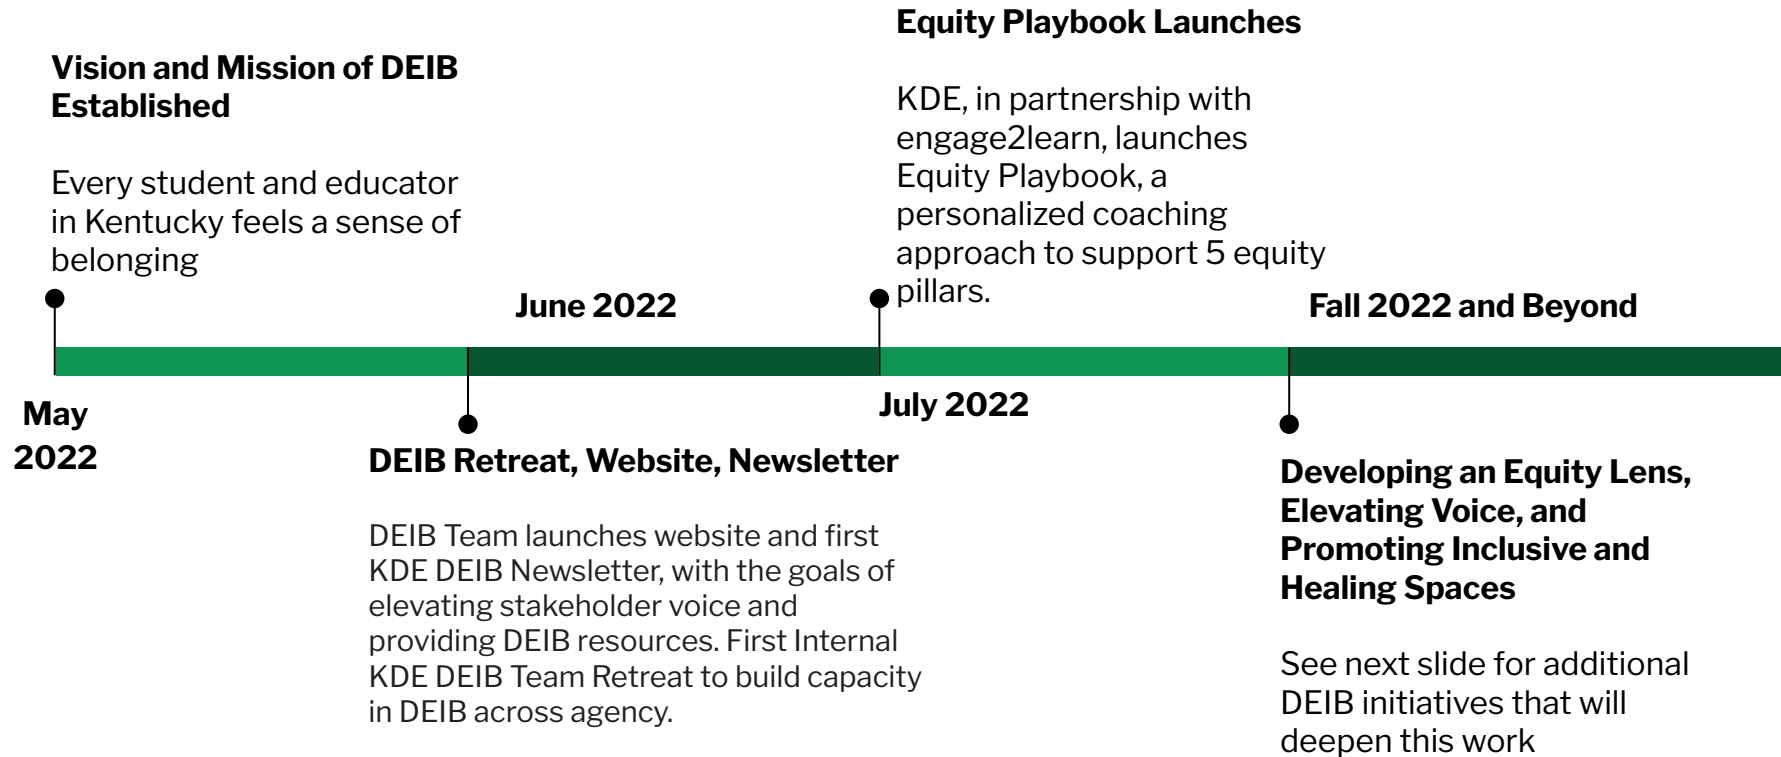 Vision and Mission of DEIB
Established
Every student and educator
in Kentucky feels a sense of
belonging
May
2022
June 2022
DEIB Retreat, Website, Newsletter
DEIB Team launches website and first
KDE DEIB Newsletter, with the goals of
elevating stakeholder voice and
providing DEIB resources. First Internal
KDE DEIB Team Retreat to build capacity
in DEIB across agency.
Equity Playbook Launches
KDE, in partnership with
engage2learn, launches
Equity Playbook, a
personalized coaching
approach to support 5 equity
pillars.
July 2022
Fall 2022 and Beyond
Developing an Equity Lens,
Elevating Voice, and
Promoting Inclusive and
Healing Spaces
See next slide for additional
DEIB initiatives that will
deepen this work